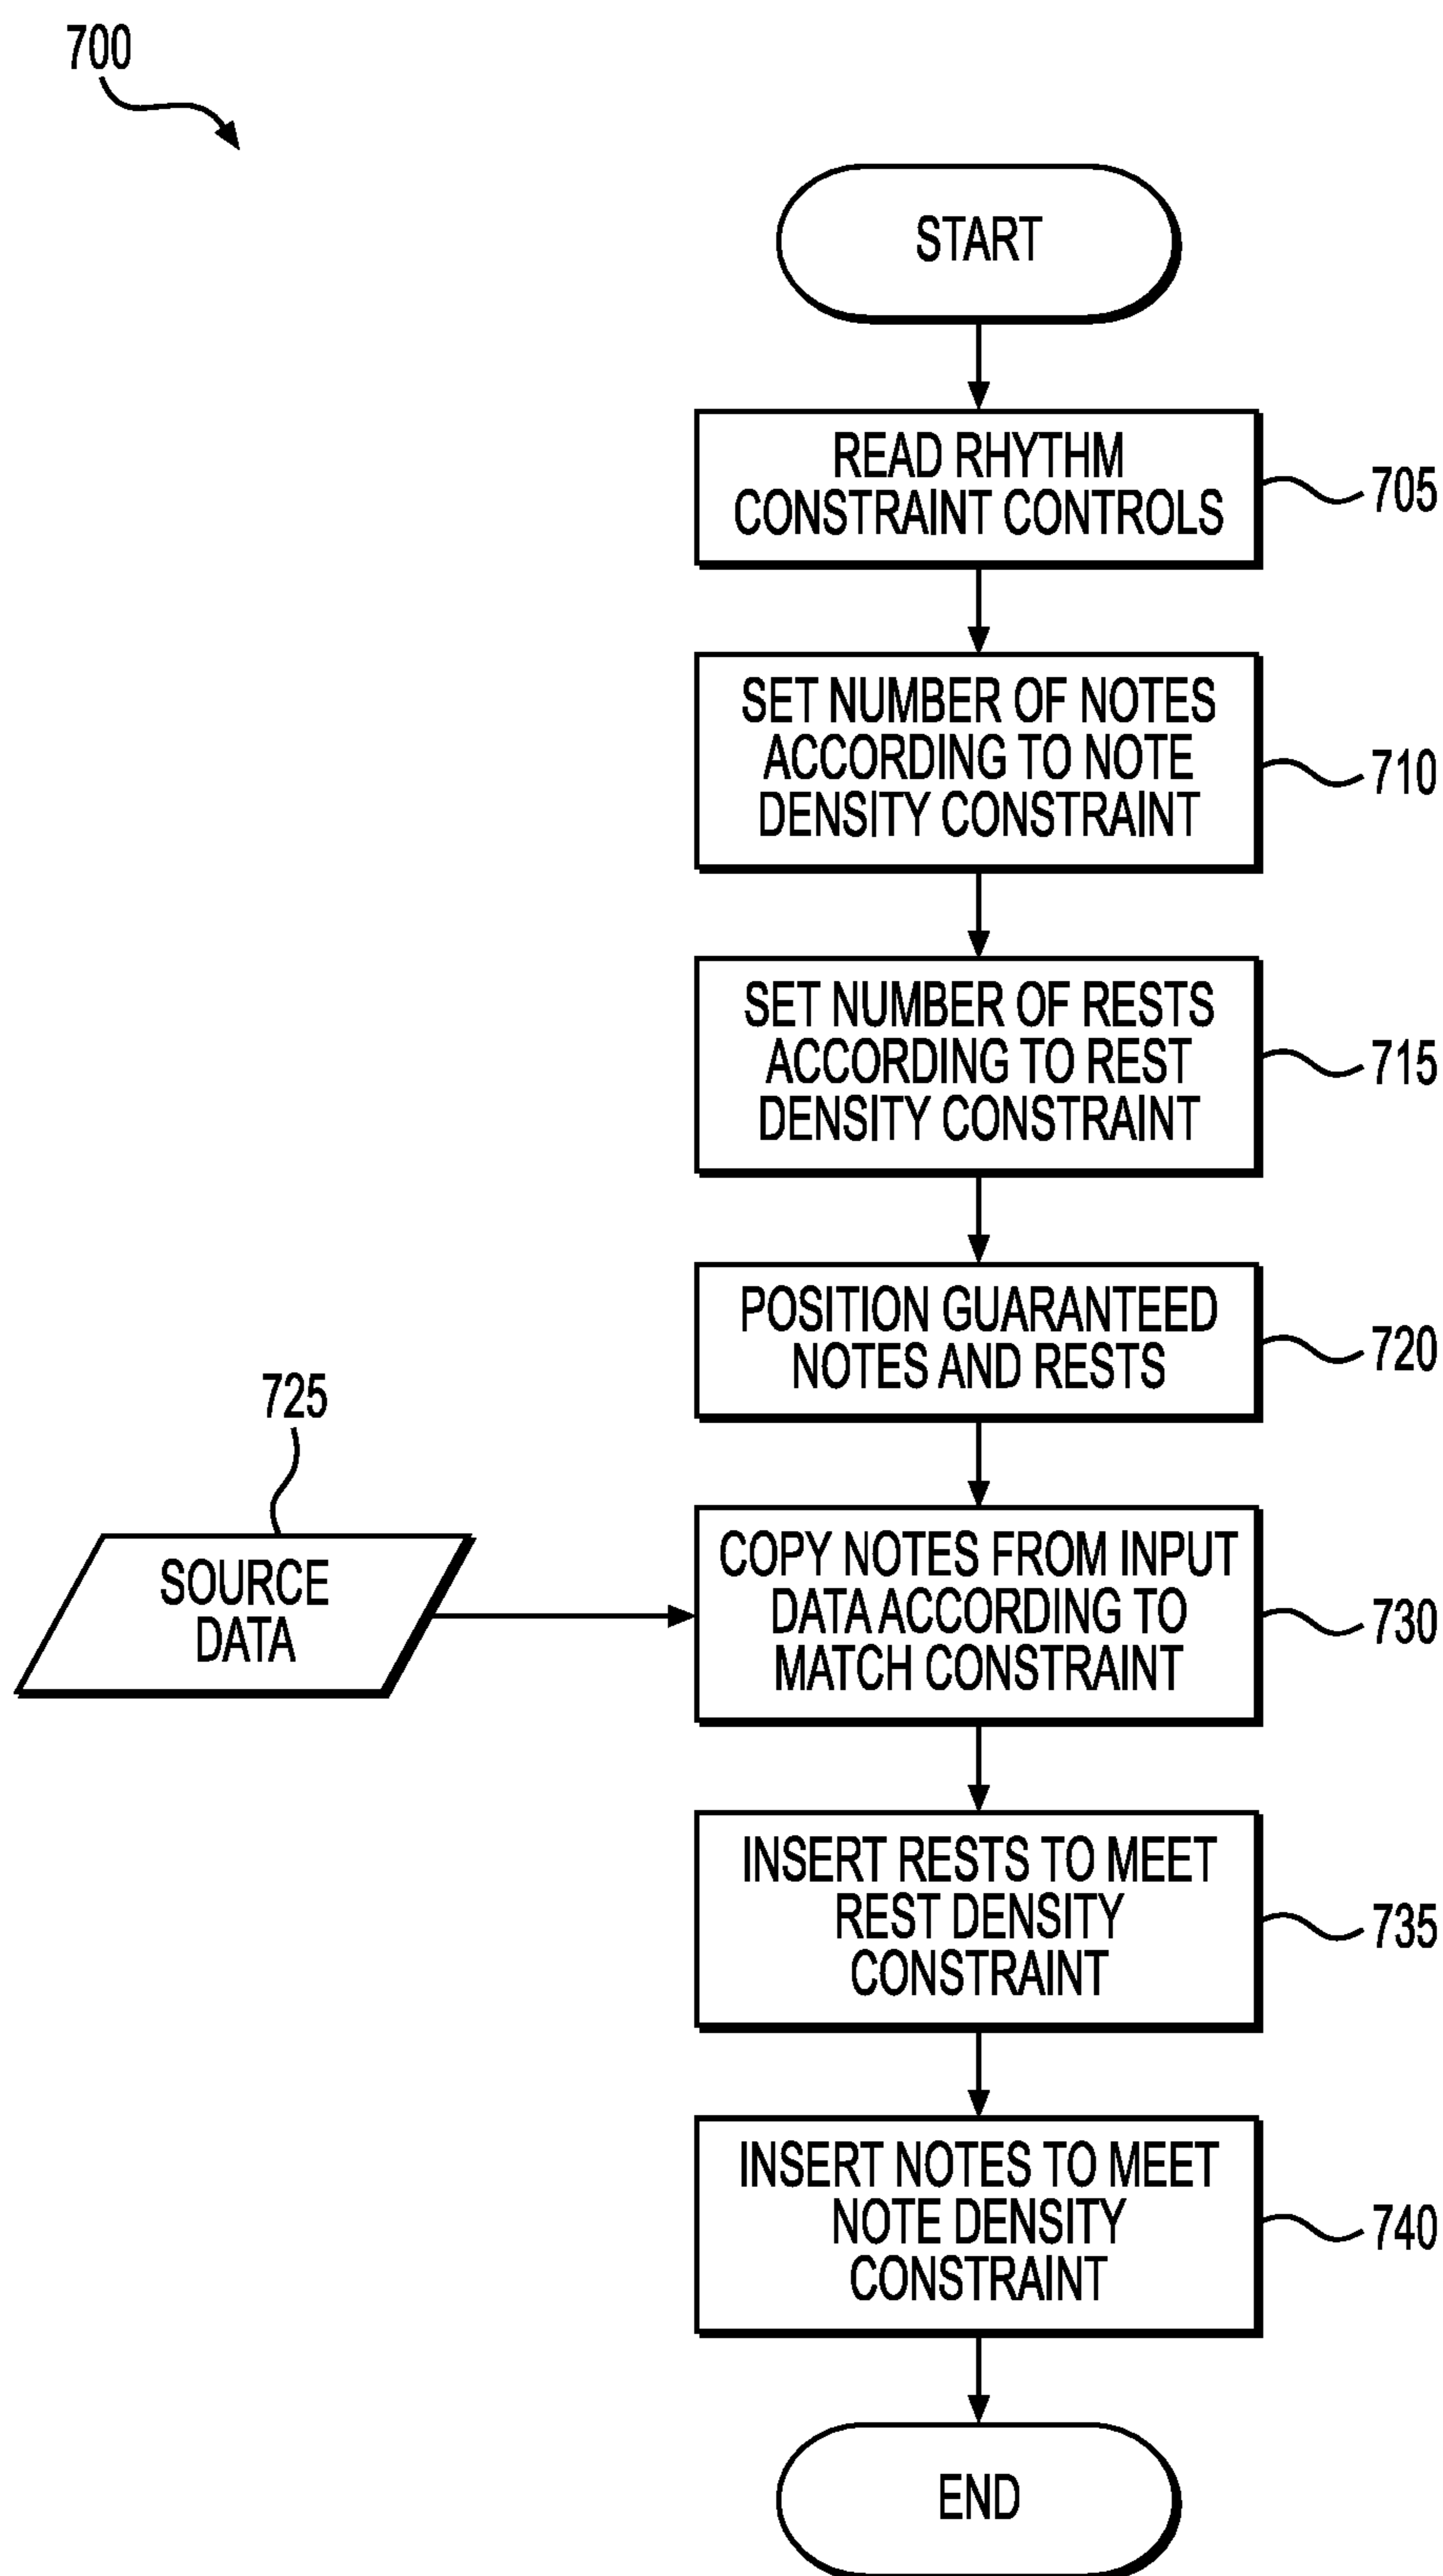 700
START
READ RHYTHM
CONSTRAINT CONTROLS
705
SET NUMBER OF NOTES
ACCORDING TO NOTE
DENSITY CONSTRAINT
710
SET NUMBER OF RESTS
ACCORDING TO REST
DENSITY CONSTRAINT
715
POSITION GUARANTEED
NOTES AND RESTS
720
725
SOURCE
DATA
COPY NOTES FROM INPUT
DATA ACCORDING TO
MATCH CONSTRAINT
730
INSERT RESTS TO MEET
REST DENSITY
CONSTRAINT
735
INSERT NOTES TO MEET
NOTE DENSITY
CONSTRAINT
740
END